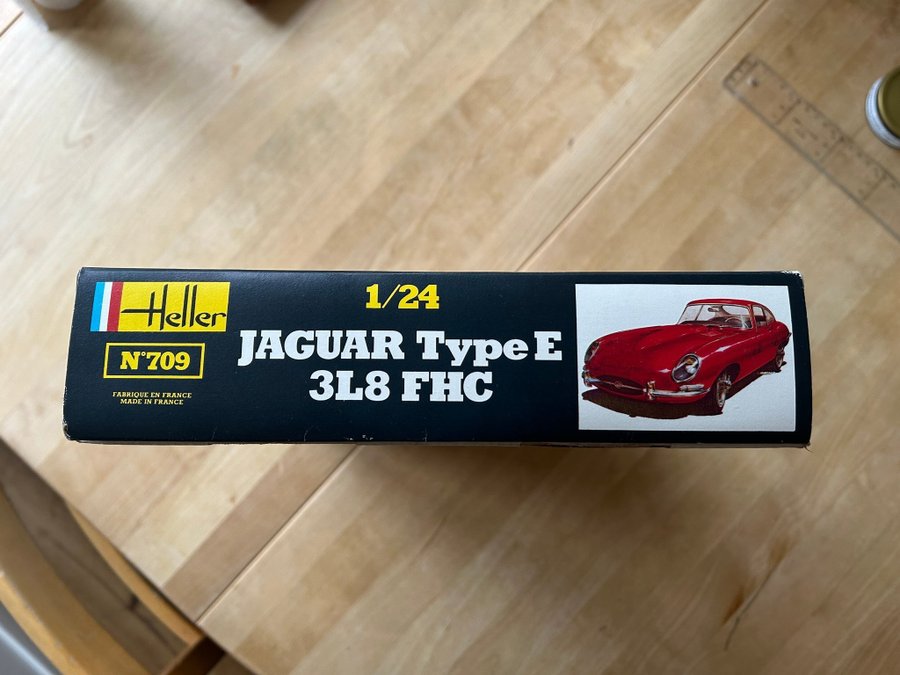 Heller
N°709
FABRIQUE EN FRANCE
MADE IN FRANCE
1/24
JAGUAR Type E
3L8 FHC